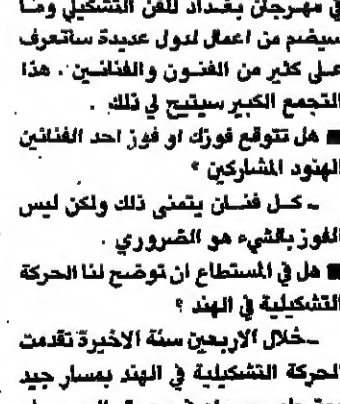 في مهرجان بغداد للفن التشكيلي وما
سيضم من اعمال لدول عديدة ساتعرف
على كثير من الفنون والفنانين . هذا
التجمع الكبير سيتيح لي ذلك .
■ هل تتوقع فوزك او فوز احد الفنانين
الهنود المشاركين ؟
ـ كل فنان يتمنى ذلك ولكن ليس
الفوز بالشيء هو الضروري .
■ هل في المستطاع ان توضح لنا الحركة
التشكيلية في الهند ؟
ـ خلال الاربعين سنة الاخيرة تقدمت
الحركة التشكيلية في الهند بمسار جيد